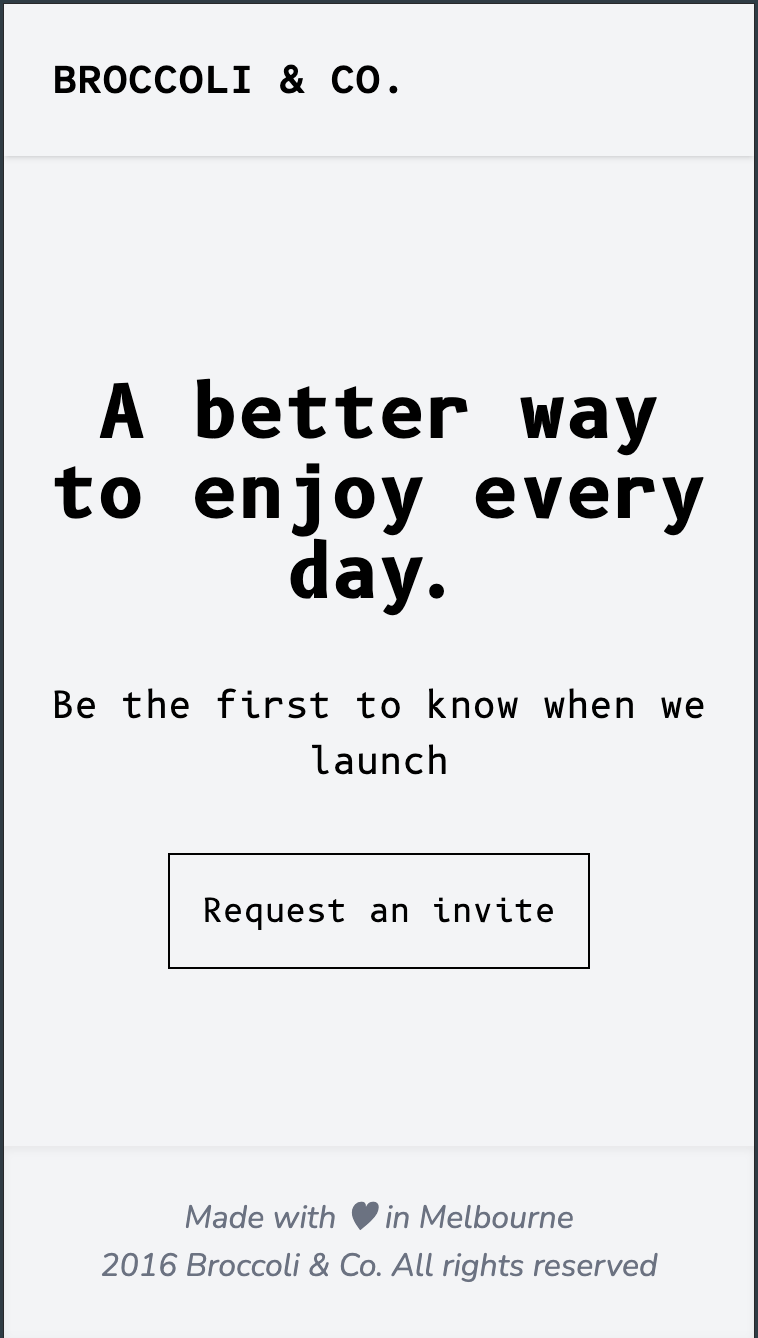 BROCCOLI & CO.
A better way
to enjoy every
day.
Be the first to know when we
launch
Request an invite
Made with ♥ in Melbourne
2016 Broccoli & Co. All rights reserved